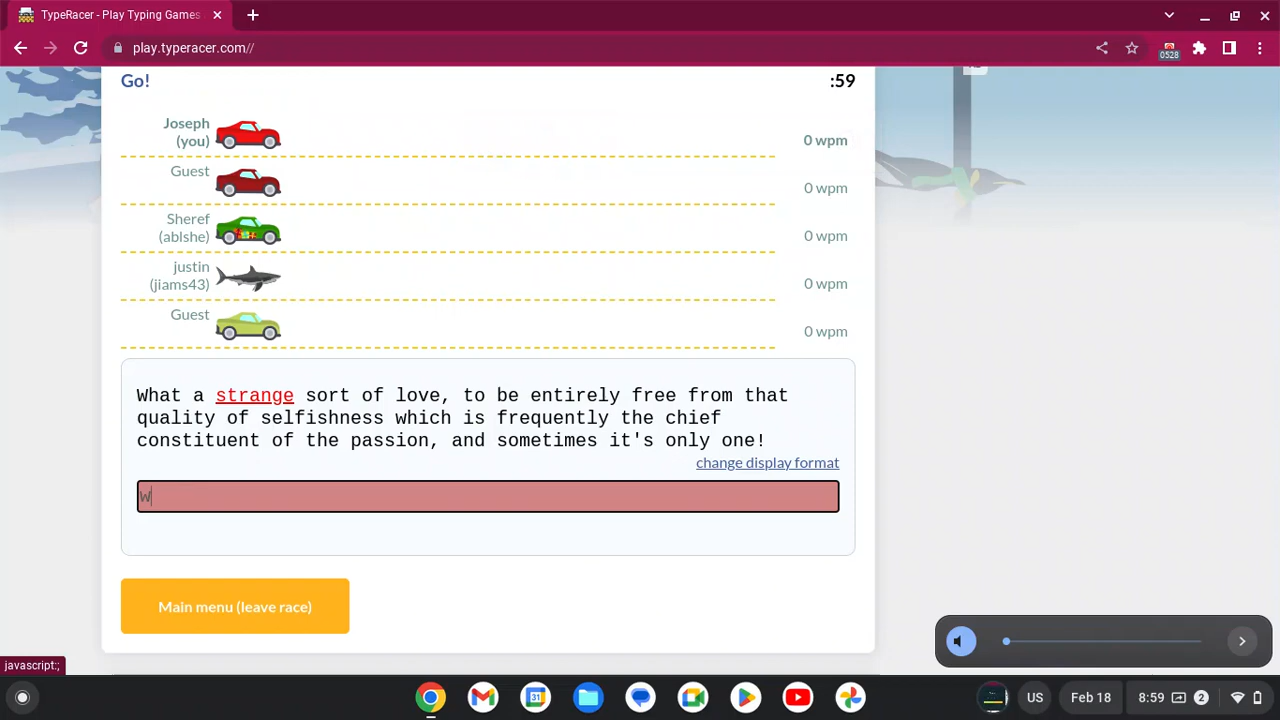 TypeRacer - Play Typing Games
play.typeracer.com//
0528
Go!
:59
Joseph
(you)
0 wpm
Guest
0 wpm
Sheref
(ablshe)
0 wpm
justin
(jiams43)
0 wpm
Guest
0 wpm
What a strange sort of love, to be entirely free from that
quality of selfishness which is frequently the chief
constituent of the passion, and sometimes it's only one!
change display format
w
Main menu (leave race)
javascript:;
31
US
Feb 18
8:59
2